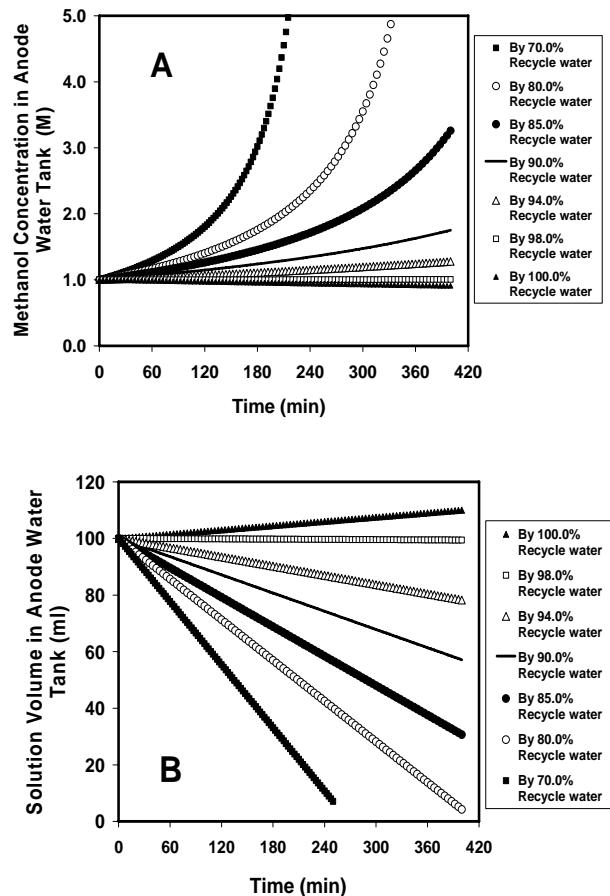 5.0
4.0
3.0
2.0
1.0
0.0
A
Methanol Concentration in Anode
Water Tank (M)
0 60 120 180 240 300 360 420
Time (min)
By 70.0%
Recycle water
By 80.0%
Recycle water
By 85.0%
Recycle water
By 90.0%
Recycle water
By 94.0%
Recycle water
By 98.0%
Recycle water
By 100.0%
Recycle water
120
100
80
60
40
20
0
B
Solution Volume in Anode Water
Tank (ml)
0 60 120 180 240 300 360 420
Time (min)
By 100.0%
Recycle water
By 98.0%
Recycle water
By 94.0%
Recycle water
By 90.0%
Recycle water
By 85.0%
Recycle water
By 80.0%
Recycle water
By 70.0%
Recycle water